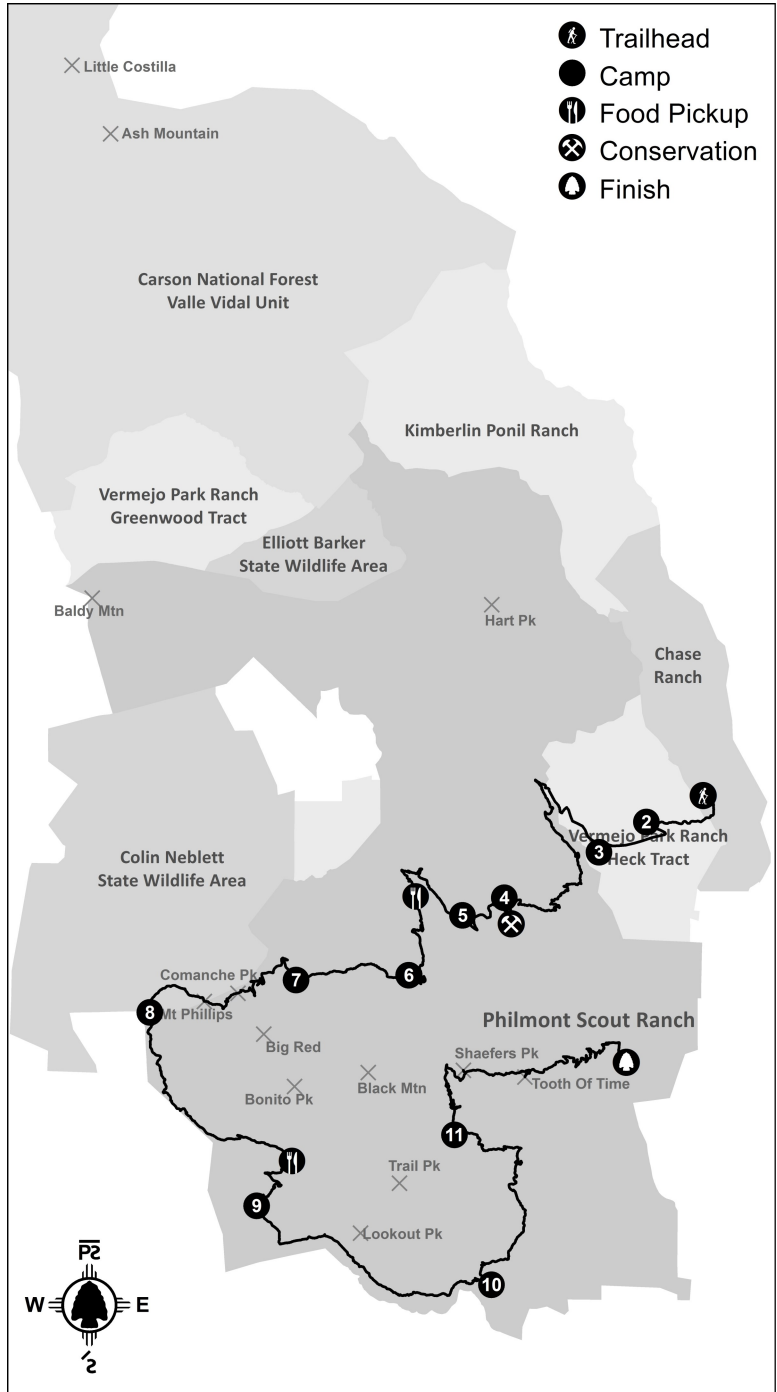 Trailhead
Camp
Food Pickup
Conservation
Finish
Little Costilla
Ash Mountain
Carson National Forest
Valle Vidal Unit
Kimberlin Ponil Ranch
Vermejo Park Ranch
Greenwood Tract
Elliott Barker
State Wildlife Area
Baldy Mtn
Hart Pk
Chase
Ranch
2
Vermejo Park Ranch
Heck Tract
3
Colin Neblett
State Wildlife Area
4
5
6
Comanche Pk
7
Mt Phillips
8
Philmont Scout Ranch
Big Red
Shaefers Pk
Black Mtn
Tooth Of Time
Bonito Pk
11
Trail Pk
9
Lookout Pk
10
W
E